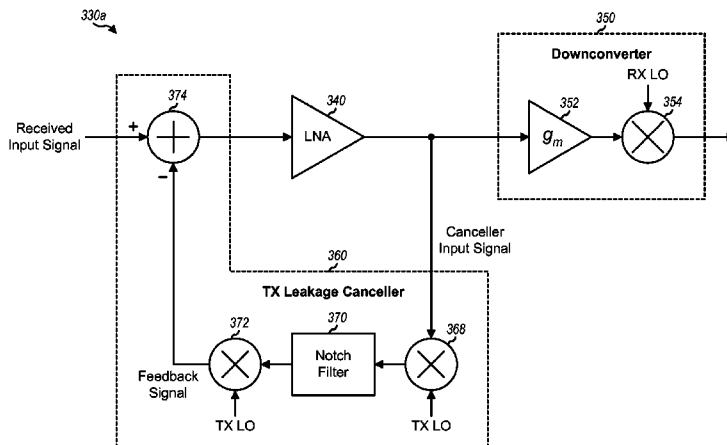 330a
350
Downconverter
RX LO
374
340
352
354
Received
Input Signal
+
LNA
gm
−
Canceller
Input Signal
360
TX Leakage Canceller
372
370
368
Notch
Filter
Feedback
Signal
TX LO
TX LO